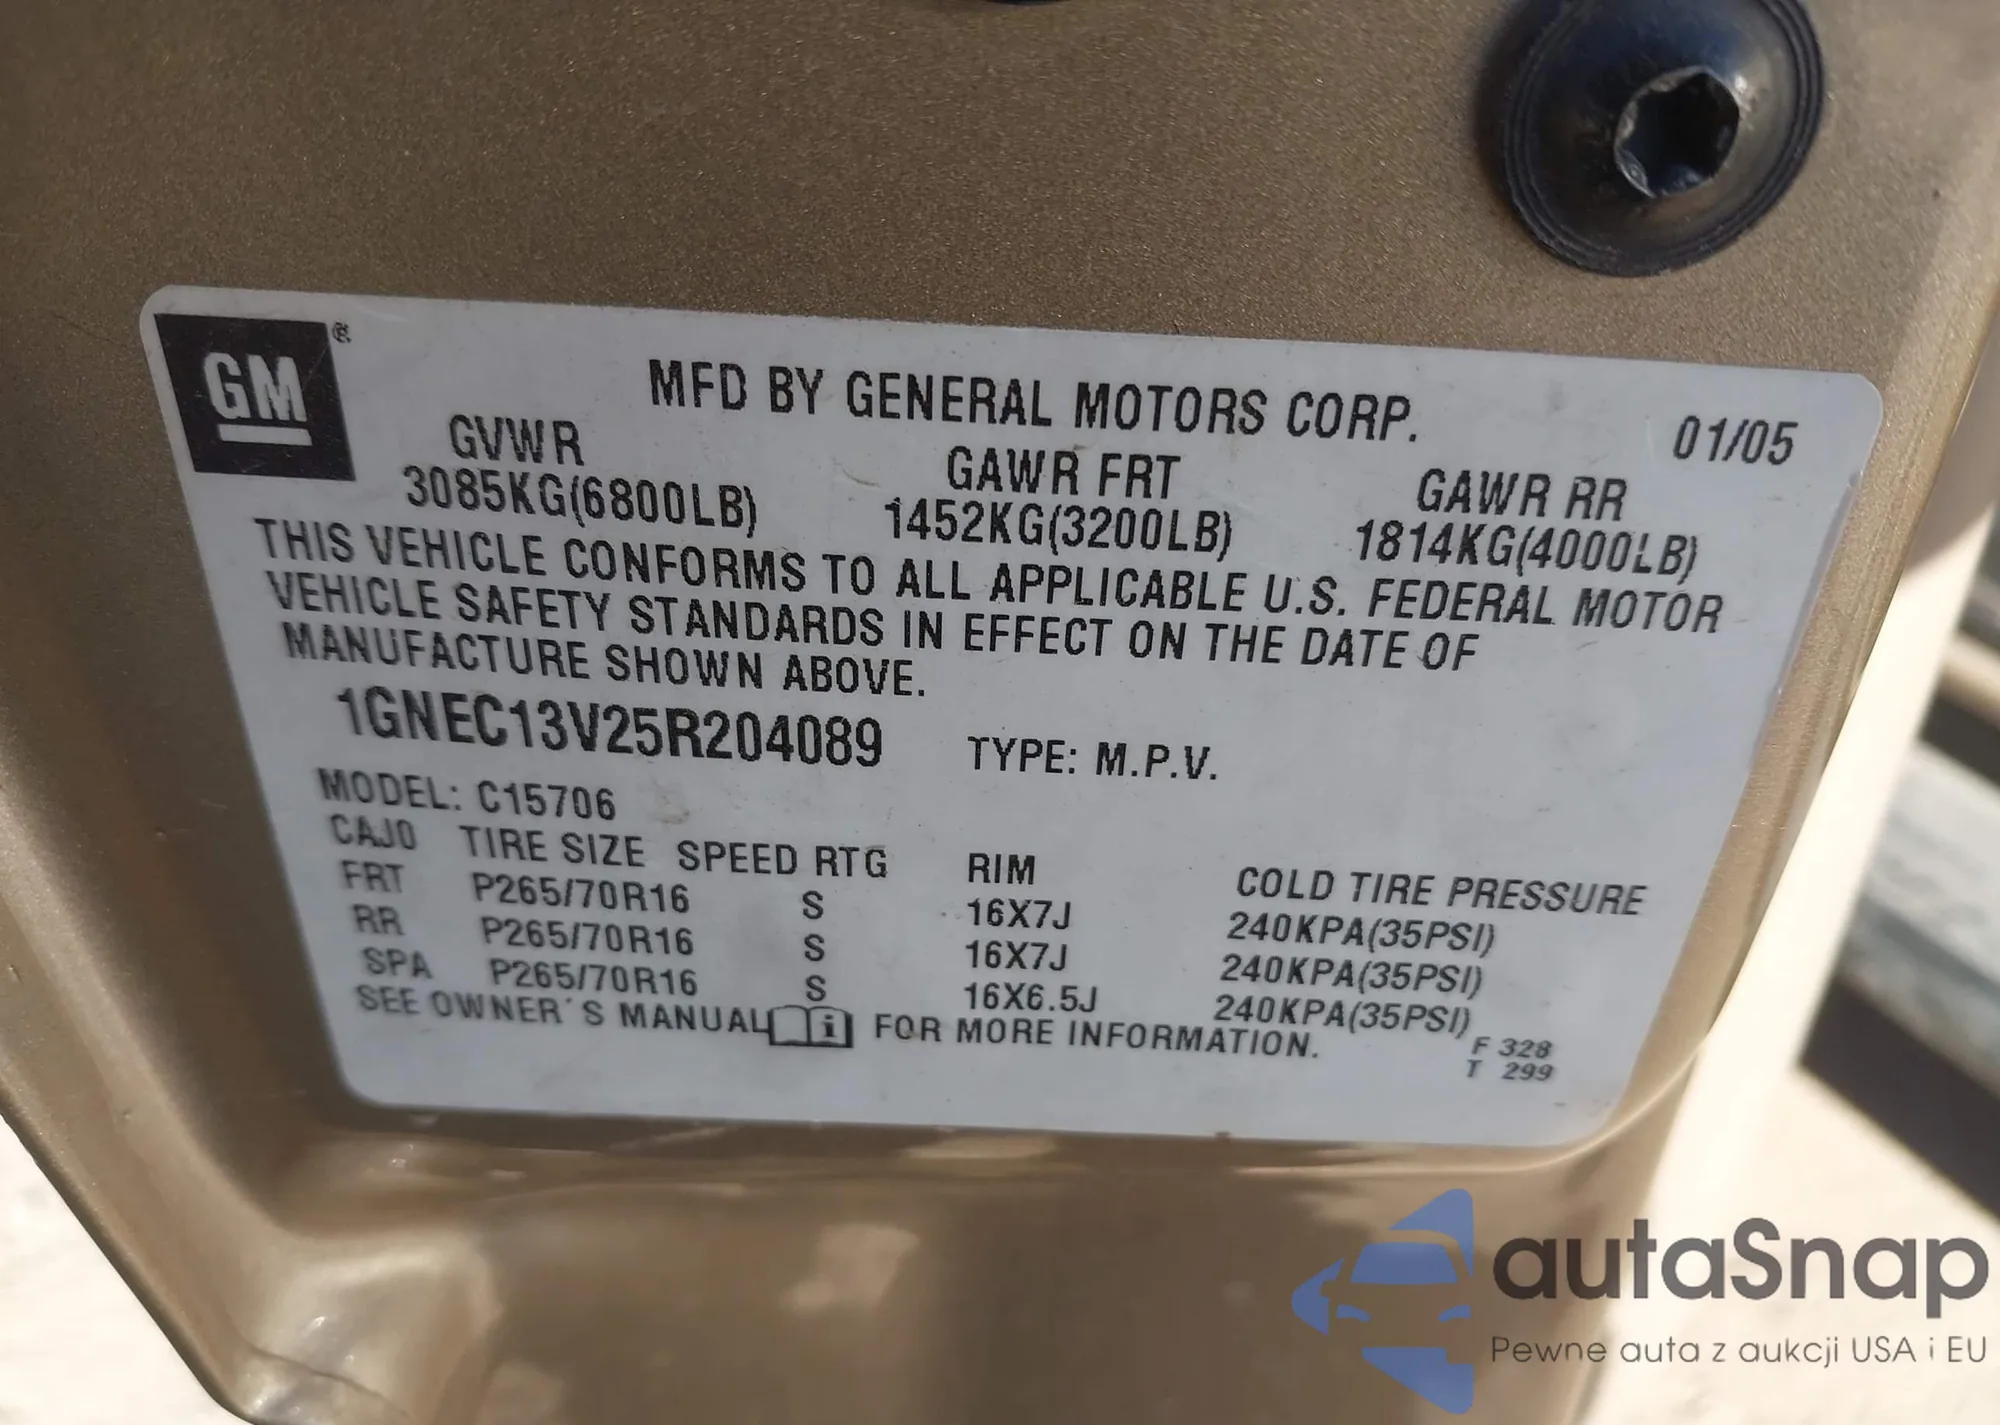 GM ®
MFD BY GENERAL MOTORS CORP. 01/05
GVWR GAWR FRT GAWR RR
3085KG(6800LB) 1452KG(3200LB) 1814KG(4000LB)
THIS VEHICLE CONFORMS TO ALL APPLICABLE U.S. FEDERAL MOTOR
VEHICLE SAFETY STANDARDS IN EFFECT ON THE DATE OF
MANUFACTURE SHOWN ABOVE.
1GNEC13V25R204089 TYPE: M.P.V.
MODEL: C15706
CAJ0 TIRE SIZE SPEED RTG RIM COLD TIRE PRESSURE
FRT P265/70R16 S 16X7J 240KPA(35PSI)
RR P265/70R16 S 16X7J 240KPA(35PSI)
SPA P265/70R16 S 16X6.5J 240KPA(35PSI)
SEE OWNER'S MANUAL i FOR MORE INFORMATION.
F 328
T 299
autaSnap
Pewne auta z aukcji USA i EU